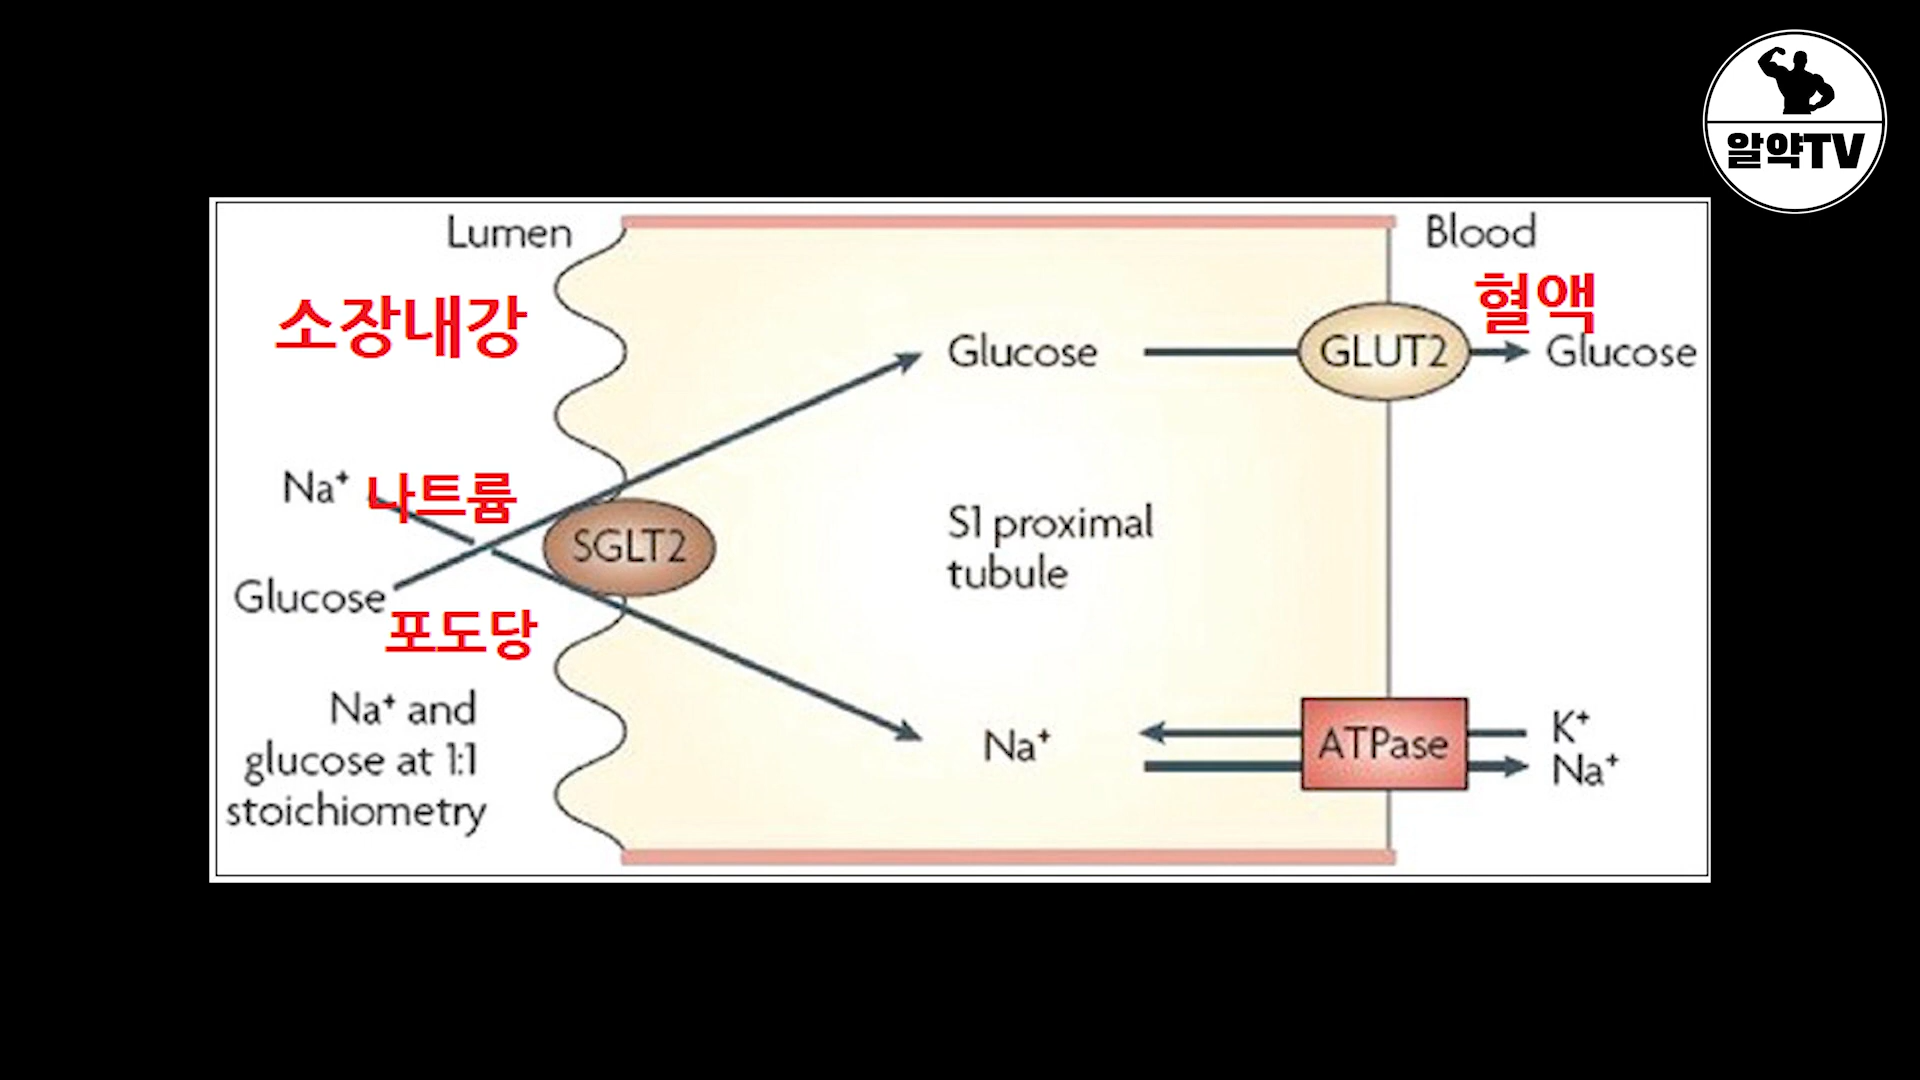 알약TV
Lumen
Blood
소장내강
혈액
Glucose
GLUT2
Glucose
Na⁺
나트륨
SGLT2
S1 proximal
tubule
Glucose
포도당
Na⁺ and
glucose at 1:1
stoichiometry
Na⁺
ATPase
K⁺
Na⁺